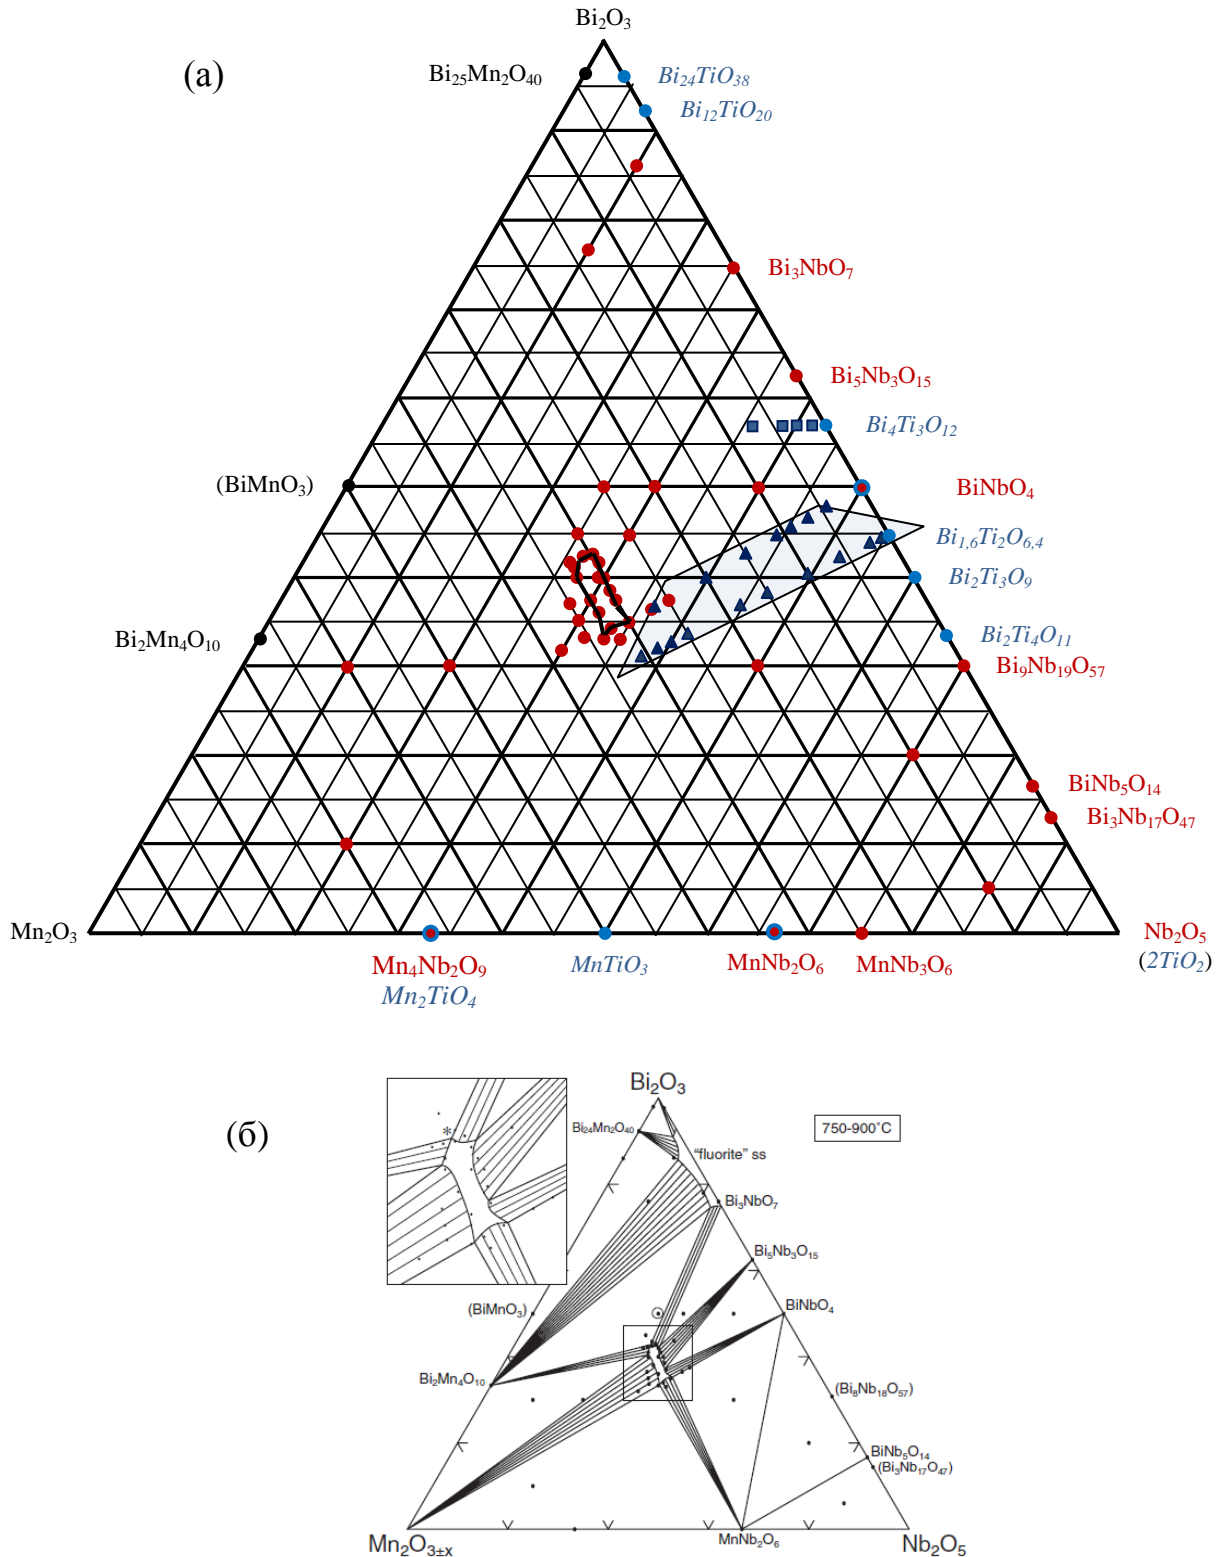 Bi₂O₃
(а)
Bi₂₅Mn₂O₄₀
Bi₂₄TiO₃₈
Bi₁₂TiO₂₀
Bi₃NbO₇
Bi₅Nb₃O₁₅
Bi₄Ti₃O₁₂
(BiMnO₃)
BiNbO₄
Bi₁,₆Ti₂O₆,₄
Bi₂Ti₃O₉
Bi₂Mn₄O₁₀
Bi₂Ti₄O₁₁
Bi₉Nb₁₉O₅₇
BiNb₅O₁₄
Bi₃Nb₁₇O₄₇
Mn₂O₃
Nb₂O₅
(2TiO₂)
Mn₄Nb₂O₉
Mn₂TiO₄
MnTiO₃
MnNb₂O₆
MnNb₃O₆
Bi₂O₃
(б)
750-900°C
Bi₂₄Mn₂O₄₀
"fluorite" ss
*
Bi₃NbO₇
Bi₅Nb₃O₁₅
(BiMnO₃)
BiNbO₄
Bi₂Mn₄O₁₀
(Bi₈Nb₁₈O₅₇)
BiNb₅O₁₄
(Bi₃Nb₁₇O₄₇)
Mn₂O₃±ₓ
MnNb₂O₆
Nb₂O₅